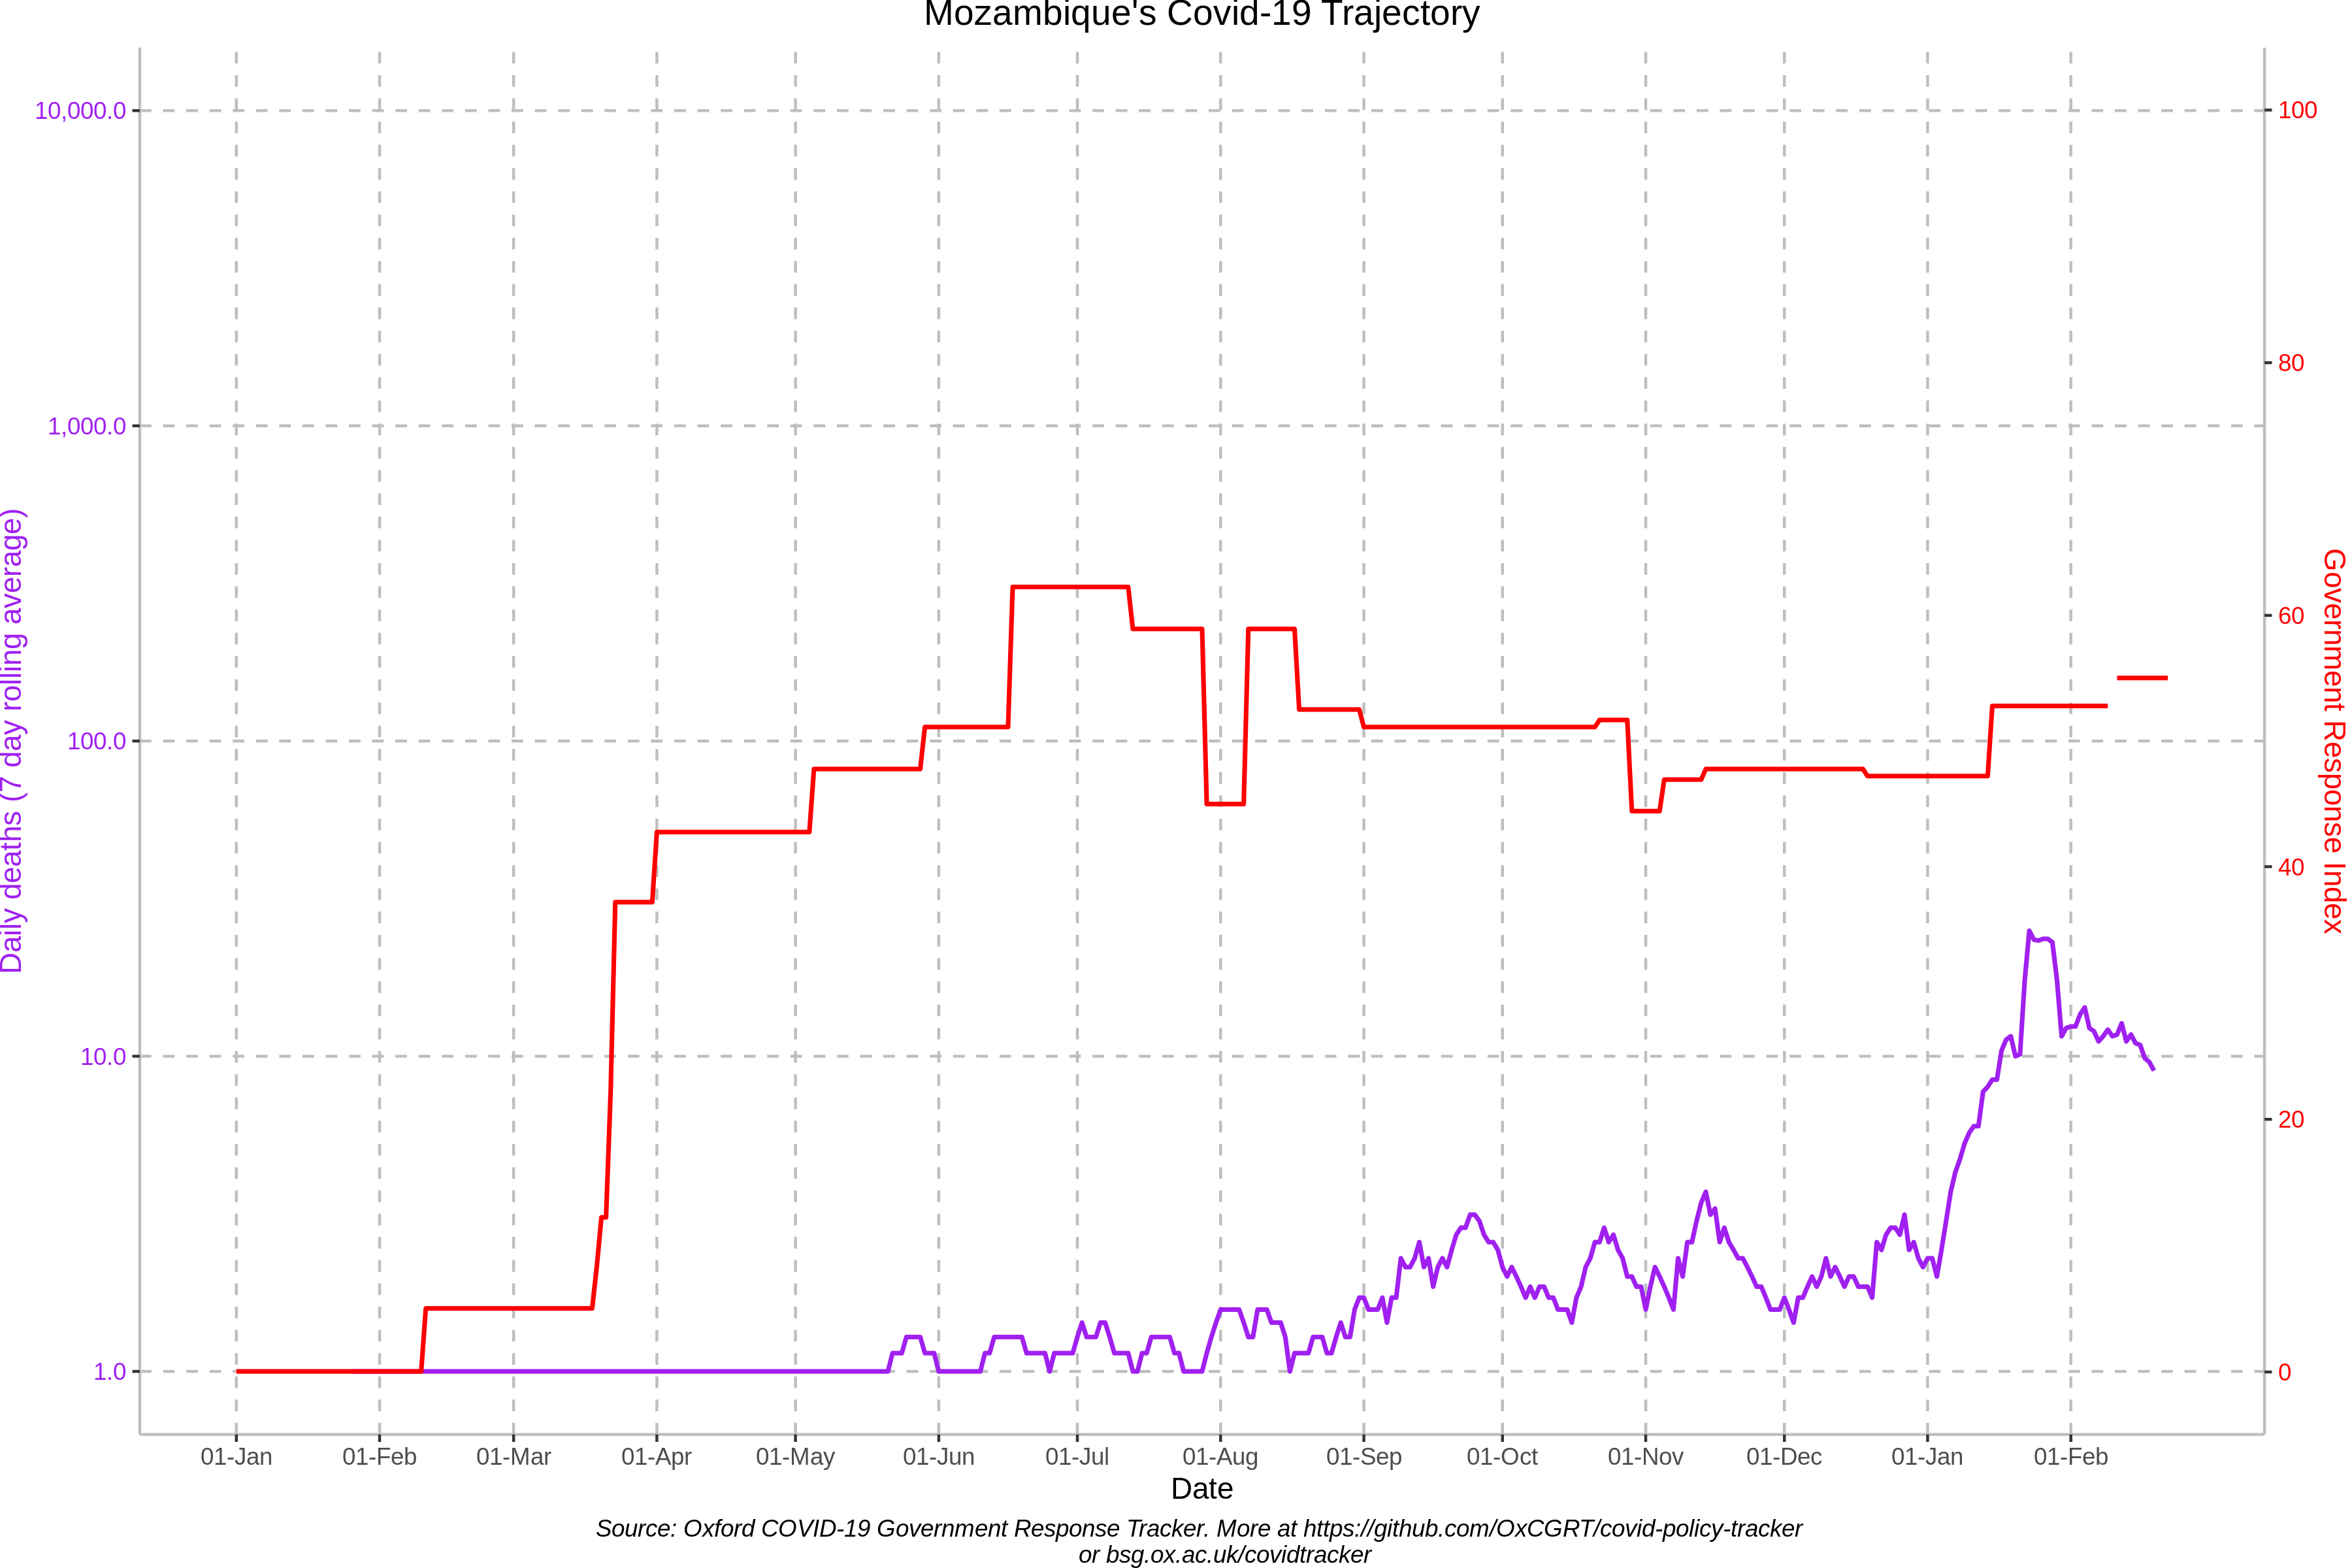 Mozambique's Covid-19 Trajectory
10,000.0
1,000.0
100.0
10.0
1.0
Daily deaths (7 day rolling average)
100
80
60
40
20
0
Government Response Index
01-Jan 01-Feb 01-Mar 01-Apr 01-May 01-Jun 01-Jul 01-Aug 01-Sep 01-Oct 01-Nov 01-Dec 01-Jan 01-Feb
Date
Source: Oxford COVID-19 Government Response Tracker. More at https://github.com/OxCGRT/covid-policy-tracker
or bsg.ox.ac.uk/covidtracker